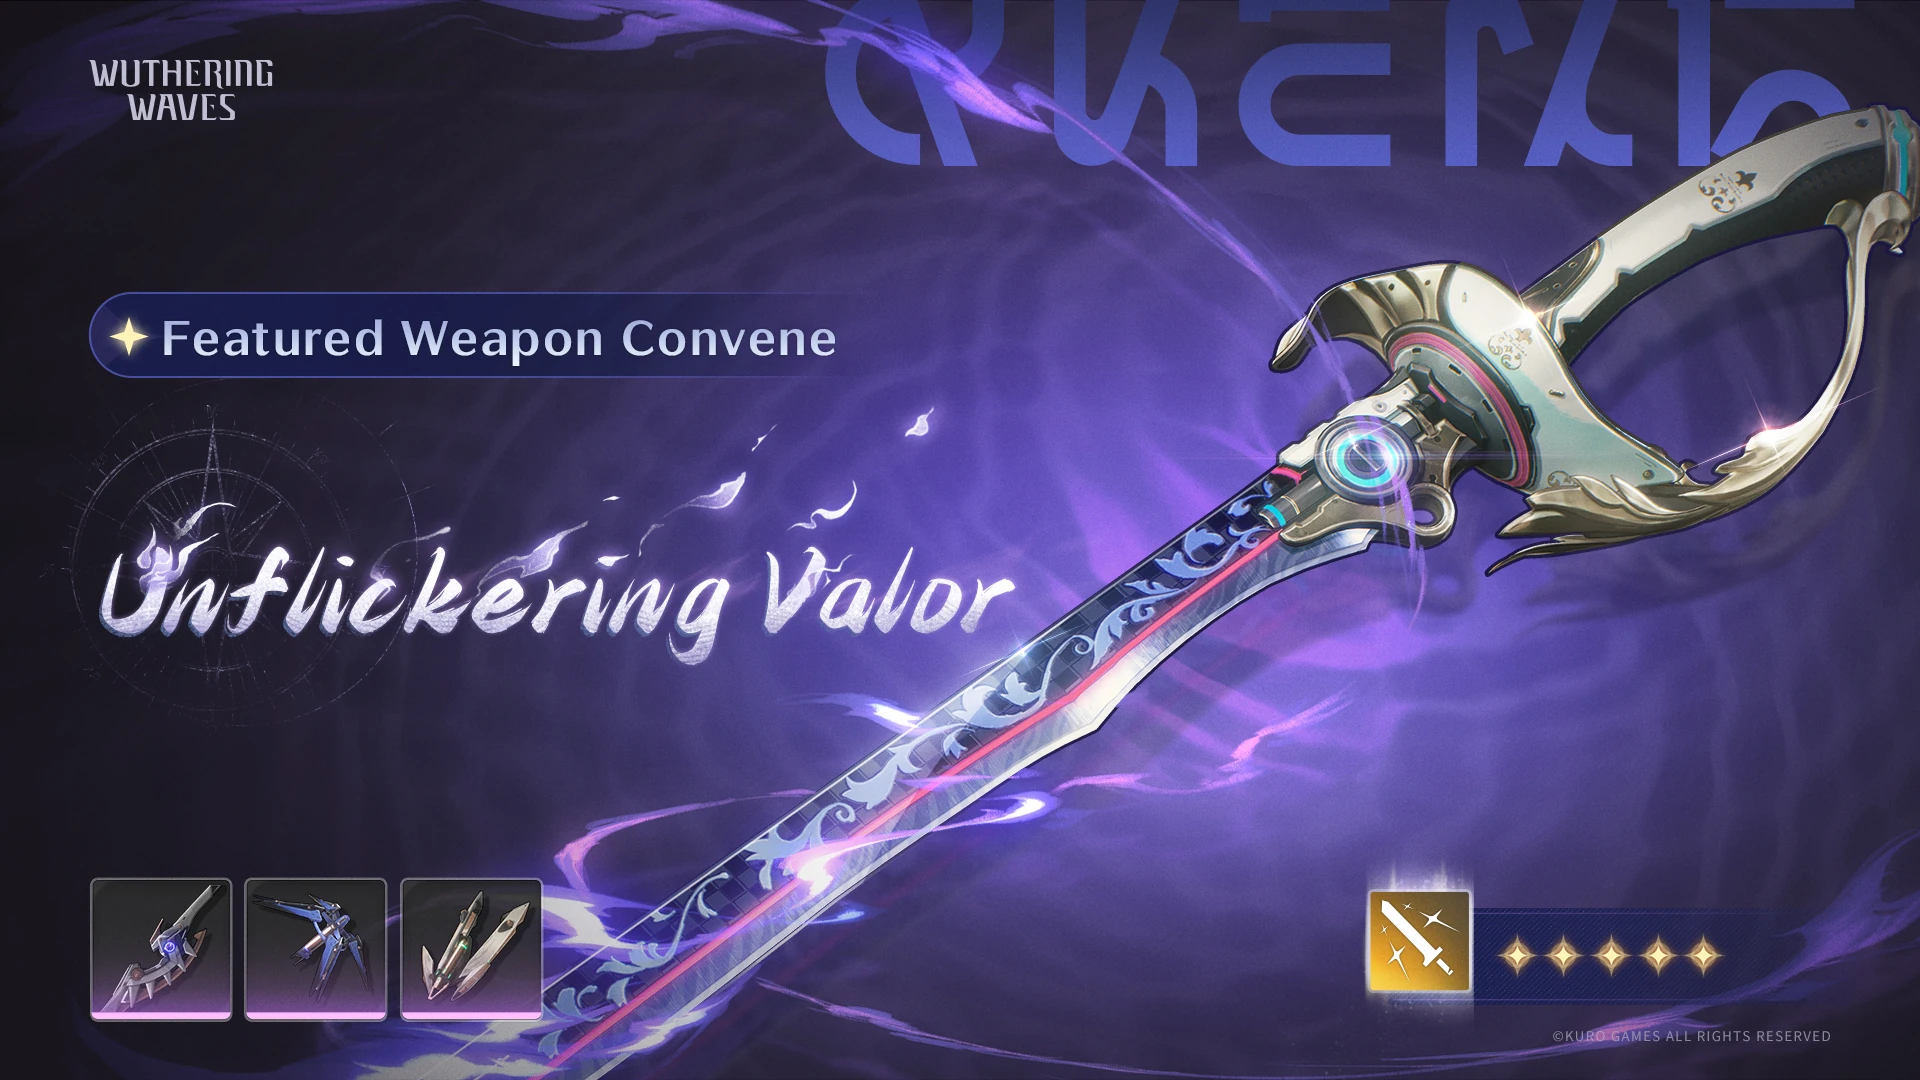 WUTHERING
WAVES
Featured Weapon Convene
Unflickering Valor
©KURO GAMES ALL RIGHTS RESERVED